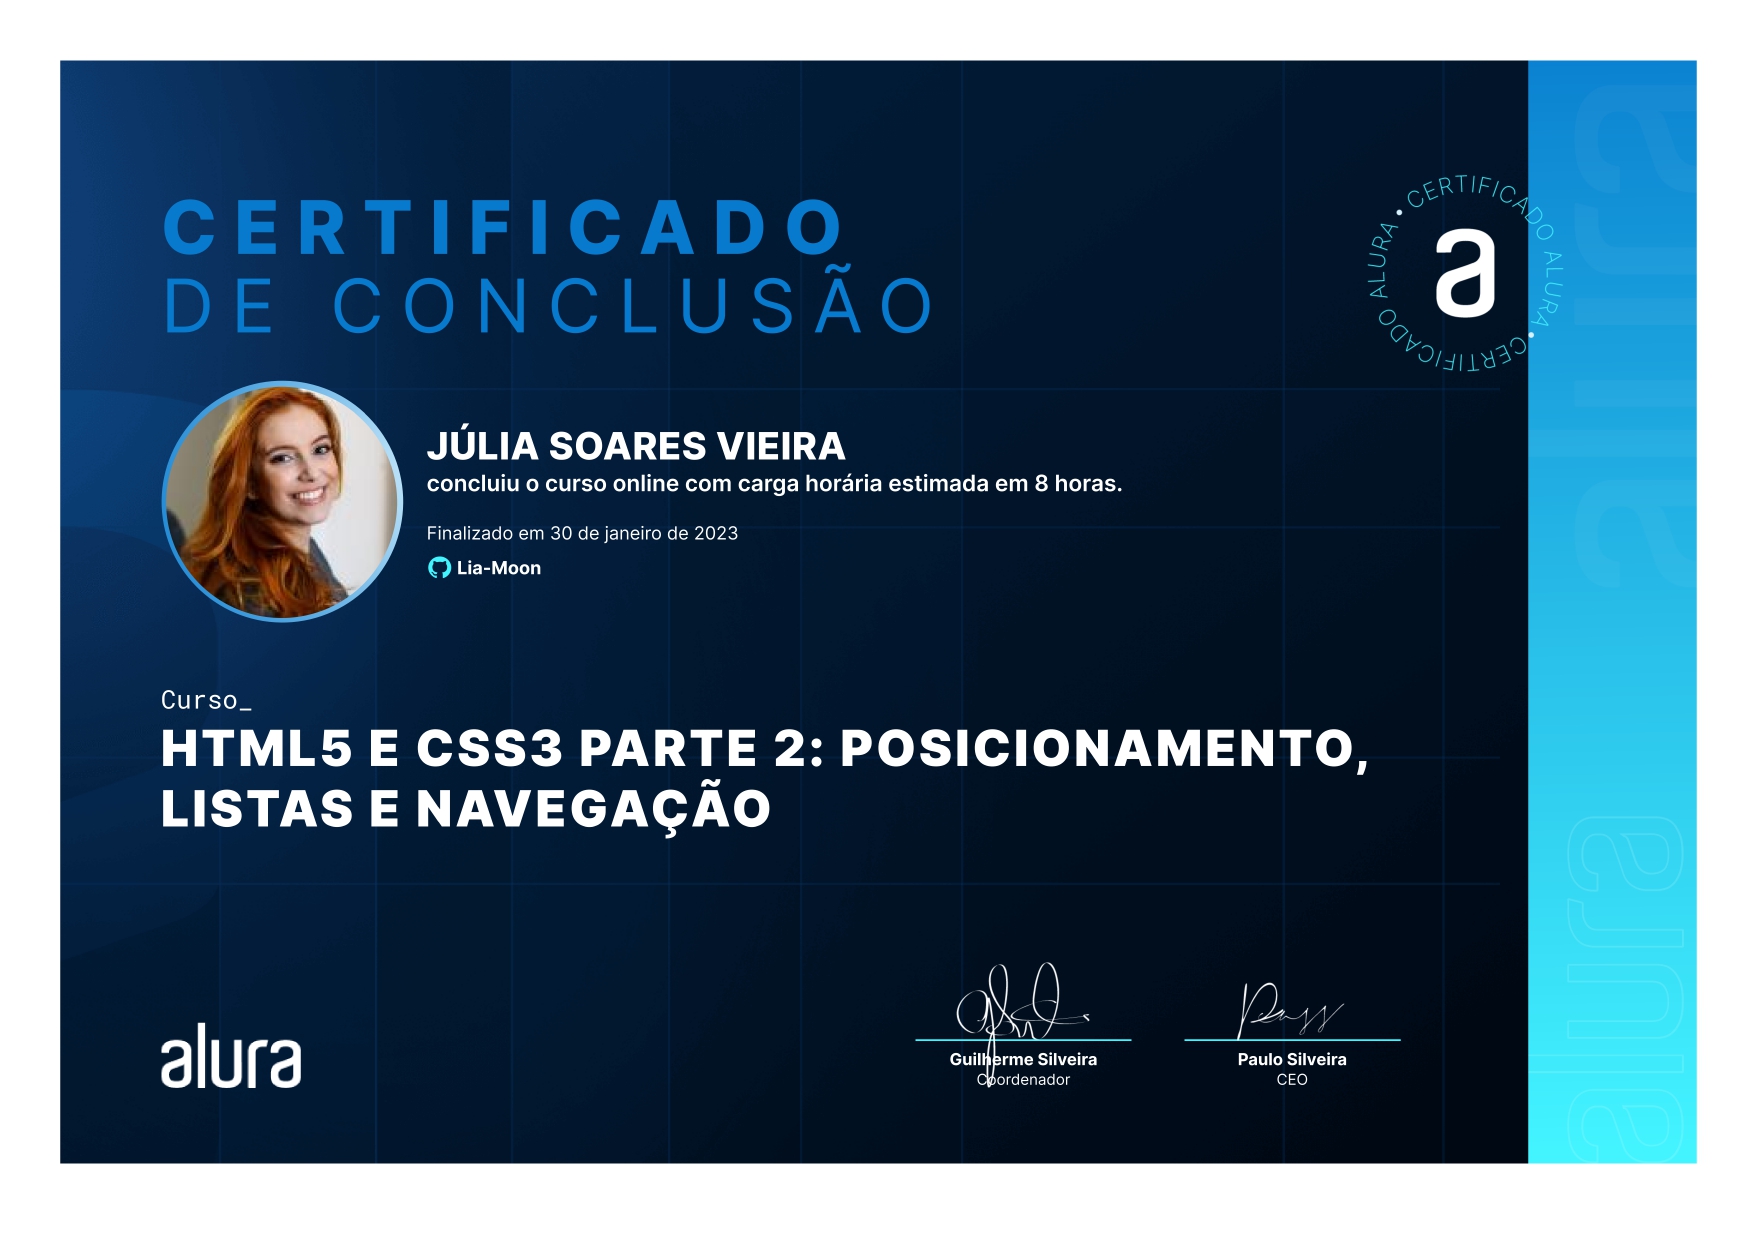 CERTIFICADO
DE CONCLUSÃO
• CERTIFICADO ALURA • CERTIFICADO ALURA
a
JÚLIA SOARES VIEIRA
concluiu o curso online com carga horária estimada em 8 horas.
Finalizado em 30 de janeiro de 2023
Lia-Moon
Curso_
HTML5 E CSS3 PARTE 2: POSICIONAMENTO,
LISTAS E NAVEGAÇÃO
alura
Guilherme Silveira
Coordenador
Paulo Silveira
CEO
alura
alura